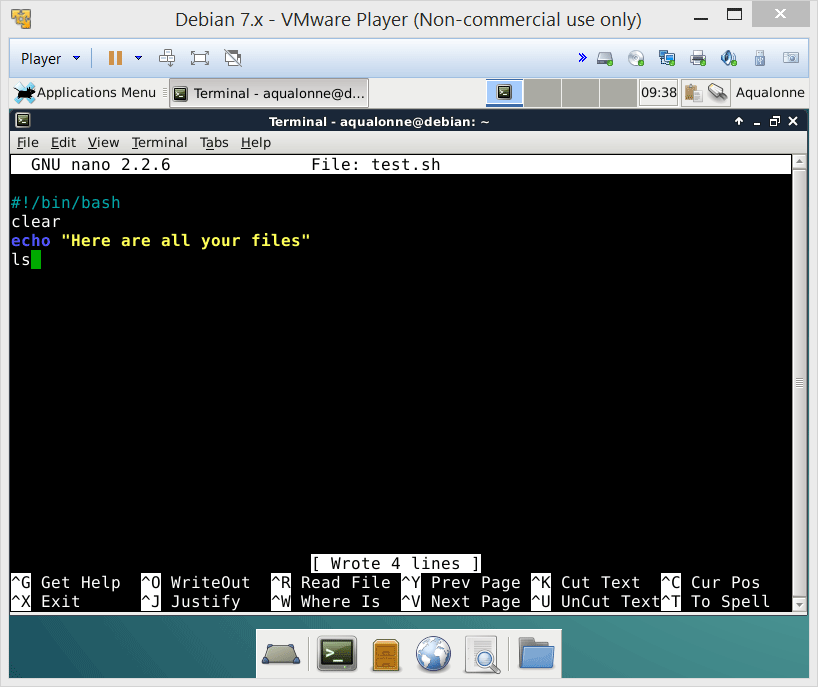 Debian 7.x - VMware Player (Non-commercial use only)
Player
Applications Menu Terminal - aqualonne@d... 09:38 Aqualonne
Terminal - aqualonne@debian: ~
File Edit View Terminal Tabs Help
GNU nano 2.2.6 File: test.sh
#!/bin/bash
clear
echo "Here are all your files"
ls
[ Wrote 4 lines ]
^G Get Help ^O WriteOut ^R Read File ^Y Prev Page ^K Cut Text ^C Cur Pos
^X Exit ^J Justify ^W Where Is ^V Next Page ^U UnCut Text ^T To Spell